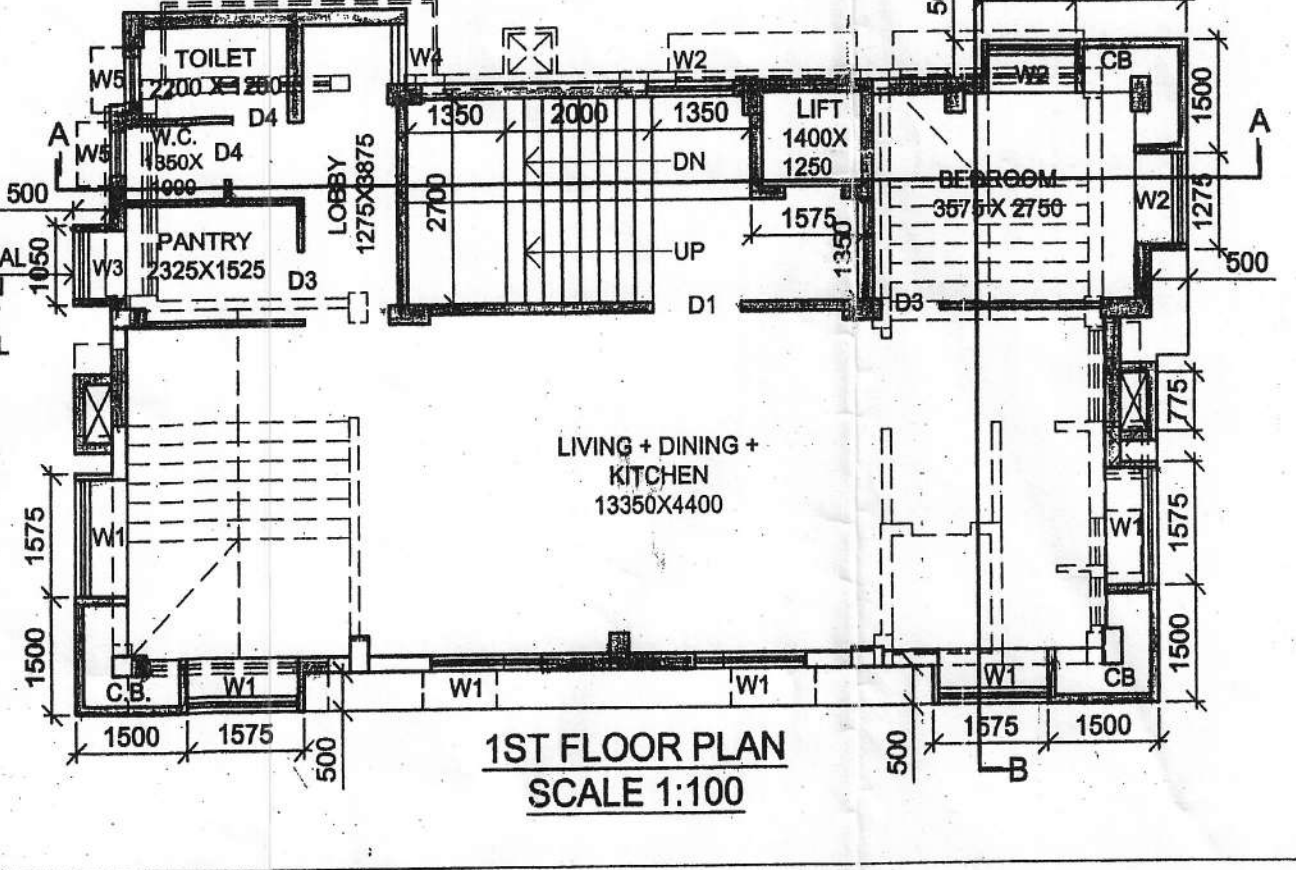 5
TOILET
2200 X 1200
W5
W4
W2
W2
CB
1500
1350
2000
1350
LIFT
1400X
1250
A
W5
D4
W.C.
1350X
1000
D4
LOBBY
1275X3875
DN
A
500
2700
BEDROOM
3575 X 2750
W2
1275
1575
1350
AL
1050
W3
PANTRY
2325X1525
D3
UP
500
D1
D3
775
LIVING + DINING +
KITCHEN
13350X4400
1575
W1
W1
1575
1500
1500
C.B.
W1
W1
W1
W1
CB
1500
1575
500
500
1575
1500
B
1ST FLOOR PLAN
SCALE 1:100